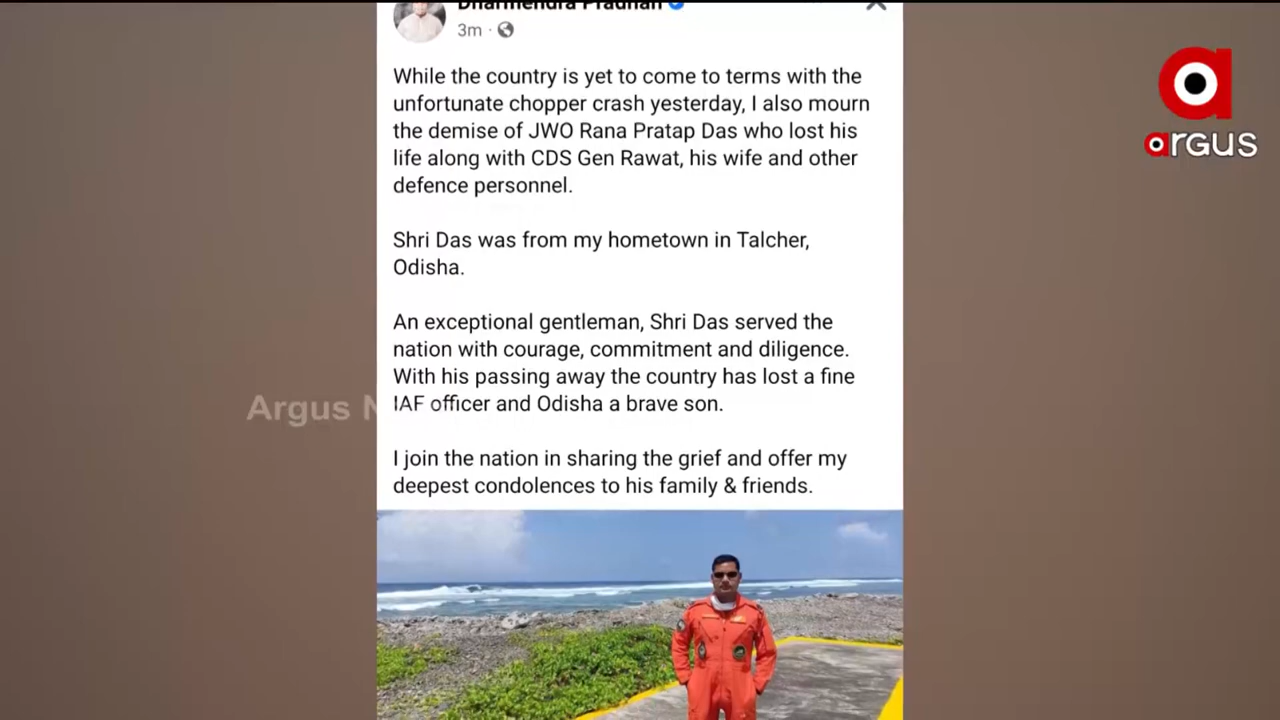 Dharmendra Pradhan
3m ·
While the country is yet to come to terms with the
unfortunate chopper crash yesterday, I also mourn
the demise of JWO Rana Pratap Das who lost his
life along with CDS Gen Rawat, his wife and other
defence personnel.
Shri Das was from my hometown in Talcher,
Odisha.
An exceptional gentleman, Shri Das served the
nation with courage, commitment and diligence.
With his passing away the country has lost a fine
IAF officer and Odisha a brave son.
I join the nation in sharing the grief and offer my
deepest condolences to his family & friends.
Argus
a
arGUS